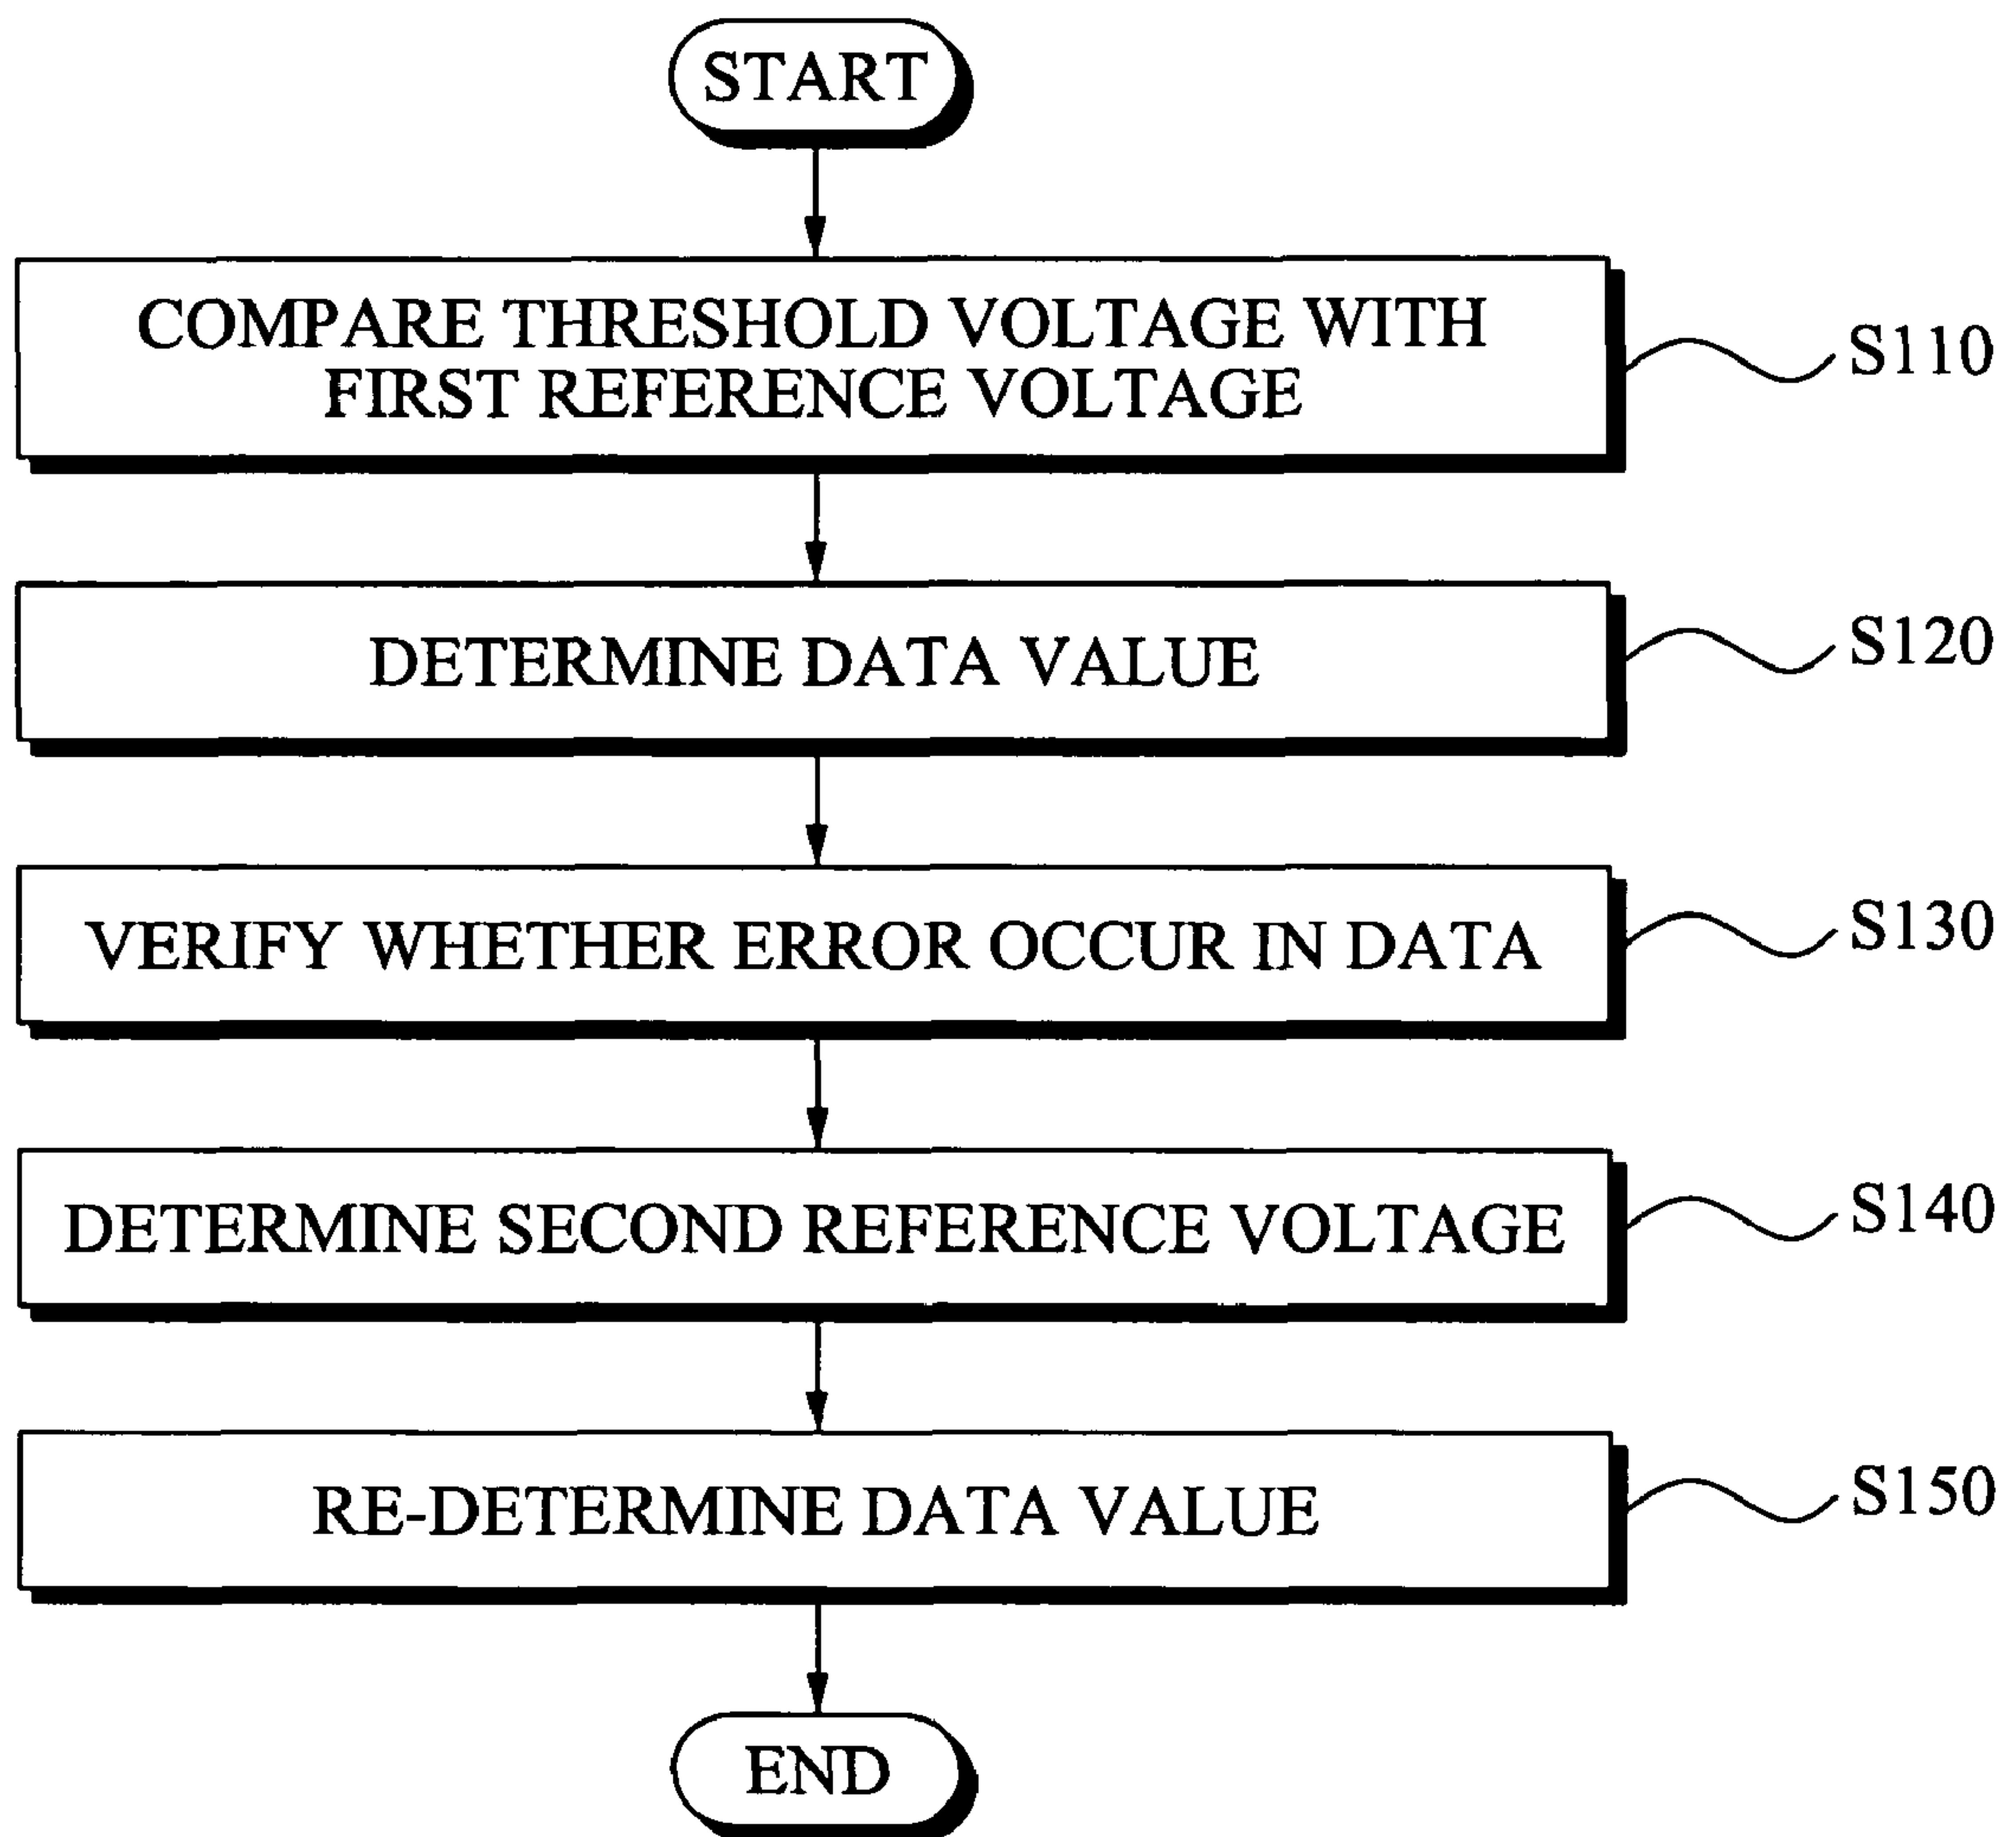 START
COMPARE THRESHOLD VOLTAGE WITH
FIRST REFERENCE VOLTAGE
S110
DETERMINE DATA VALUE
S120
VERIFY WHETHER ERROR OCCUR IN DATA
S130
DETERMINE SECOND REFERENCE VOLTAGE
S140
RE-DETERMINE DATA VALUE
S150
END